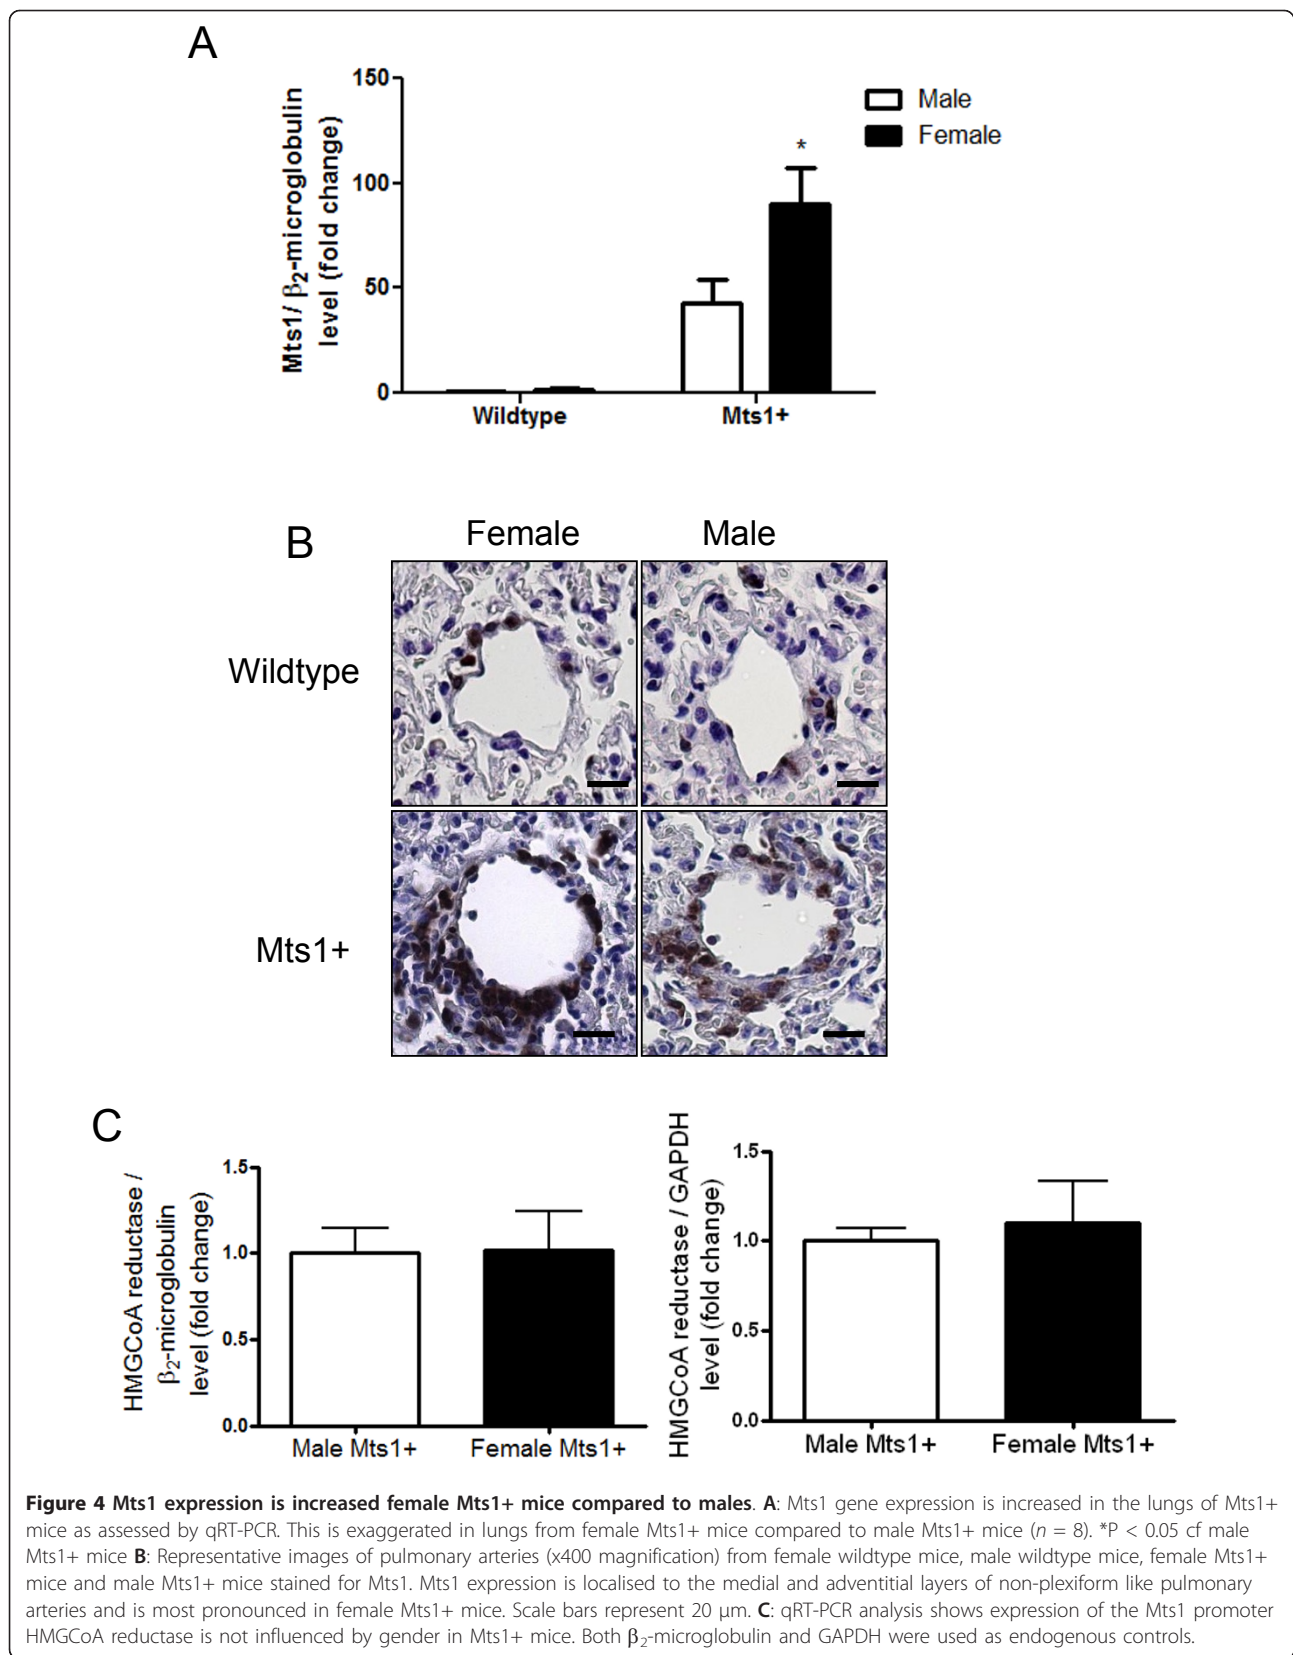 A
150
100
50
0
Mts1/ β2-microglobulin
level (fold change)
Male
Female
*
Wildtype
Mts1+
B
Female
Male
Wildtype
Mts1+
C
HMGCoA reductase /
β2-microglobulin
level (fold change)
1.5
1.0
0.5
0.0
Male Mts1+
Female Mts1+
HMGCoA reductase / GAPDH
level (fold change)
1.5
1.0
0.5
0.0
Male Mts1+
Female Mts1+
Figure 4 Mts1 expression is increased female Mts1+ mice compared to males. A: Mts1 gene expression is increased in the lungs of Mts1+
mice as assessed by qRT-PCR. This is exaggerated in lungs from female Mts1+ mice compared to male Mts1+ mice (n = 8). *P < 0.05 cf male
Mts1+ mice B: Representative images of pulmonary arteries (x400 magnification) from female wildtype mice, male wildtype mice, female Mts1+
mice and male Mts1+ mice stained for Mts1. Mts1 expression is localised to the medial and adventitial layers of non-plexiform like pulmonary
arteries and is most pronounced in female Mts1+ mice. Scale bars represent 20 μm. C: qRT-PCR analysis shows expression of the Mts1 promoter
HMGCoA reductase is not influenced by gender in Mts1+ mice. Both β2-microglobulin and GAPDH were used as endogenous controls.